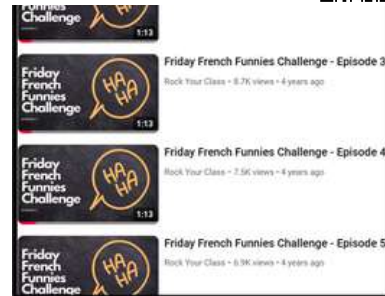 Funnies
Challenge
1:13
Friday
French
Funnies
Challenge
HA
HA
1:13
Friday French Funnies Challenge - Episode 3
Rock Your Class • 8.7K views • 4 years ago
Friday
French
Funnies
Challenge
HA
HA
1:13
Friday French Funnies Challenge - Episode 4
Rock Your Class • 7.5K views • 4 years ago
Friday
French
Funnies
Challenge
HA
HA
Friday French Funnies Challenge - Episode 5
Rock Your Class • 6.9K views • 4 years ago